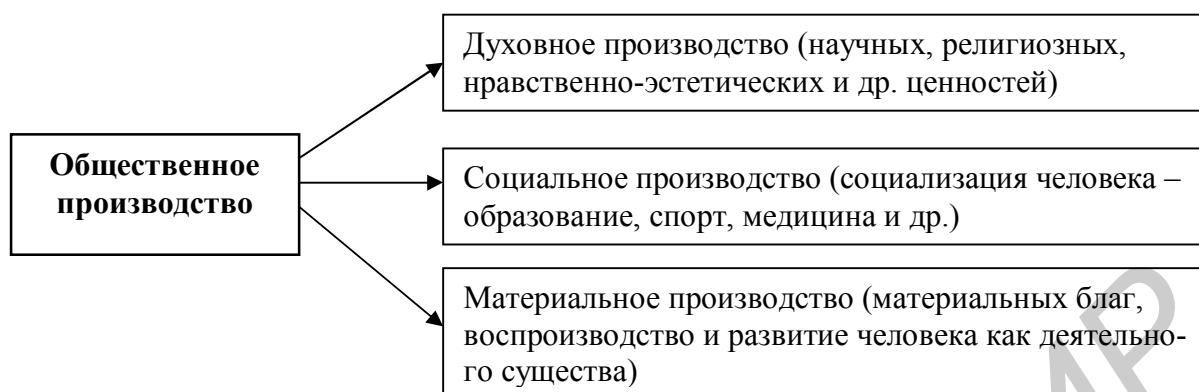 Духовное производство (научных, религиозных,
нравственно-эстетических и др. ценностей)
Общественное
производство
Социальное производство (социализация человека –
образование, спорт, медицина и др.)
Материальное производство (материальных благ,
воспроизводство и развитие человека как деятельно-
го существа)